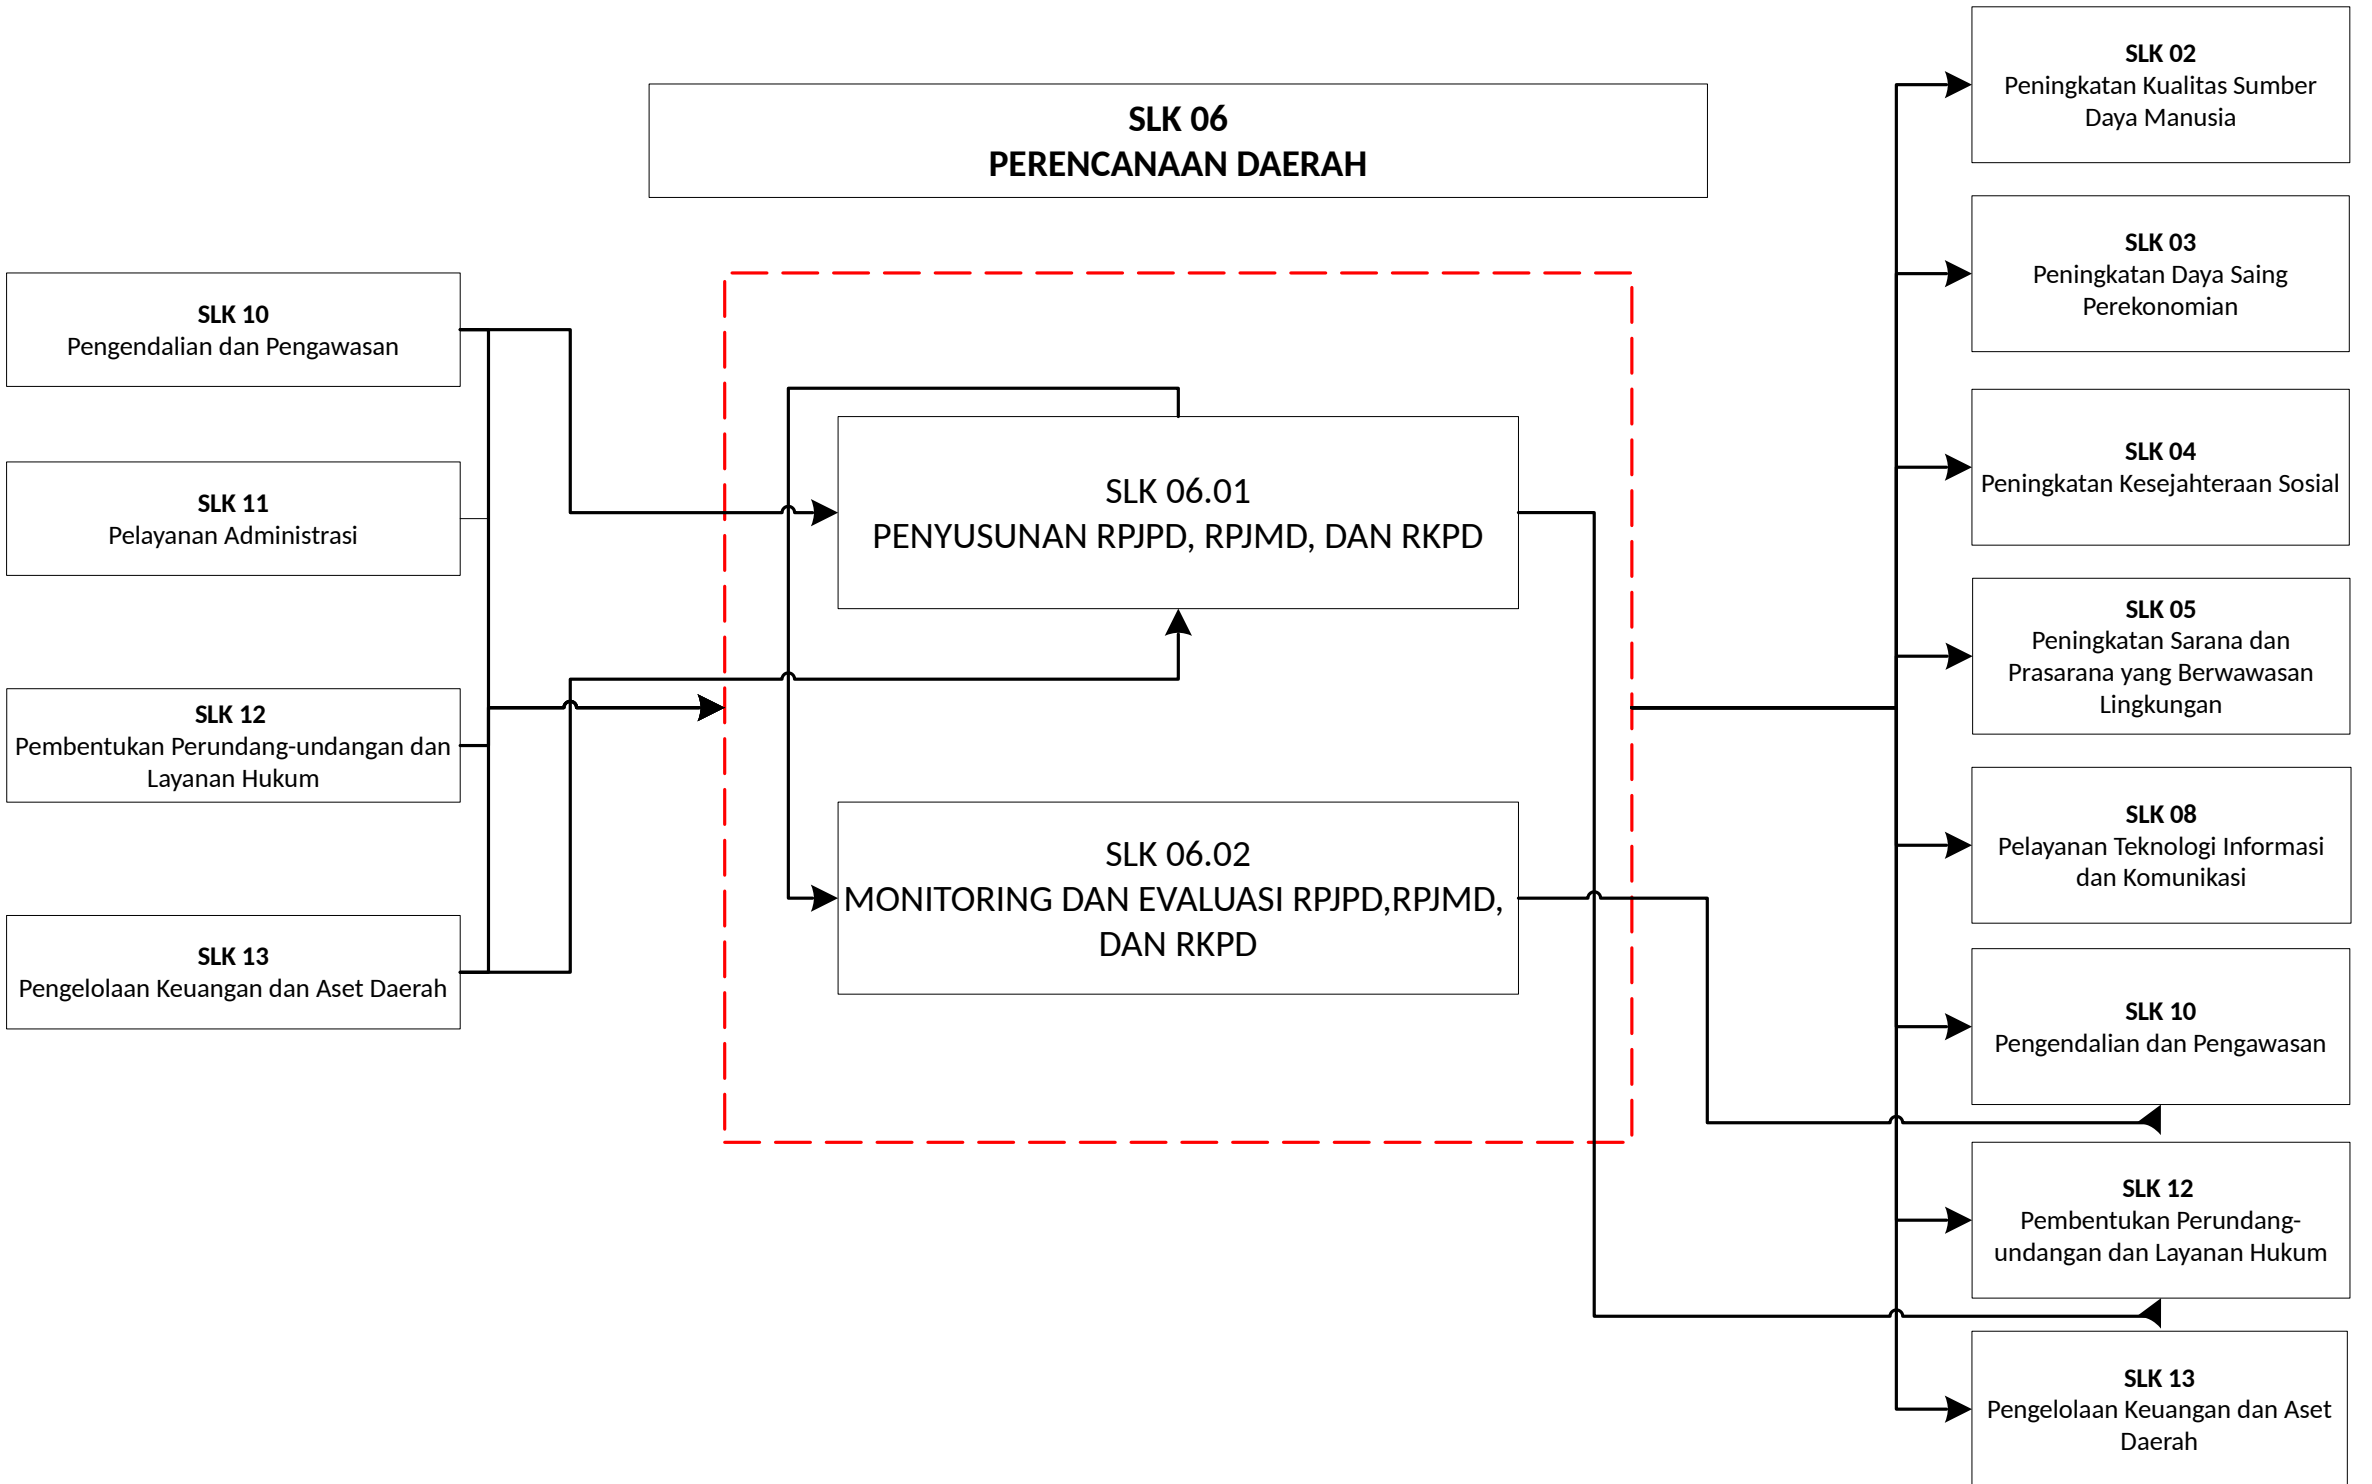 SLK 06
PERENCANAAN DAERAH
SLK 10
Pengendalian dan Pengawasan
SLK 11
Pelayanan Administrasi
SLK 12
Pembentukan Perundang-undangan dan
Layanan Hukum
SLK 13
Pengelolaan Keuangan dan Aset Daerah
SLK 06.01
PENYUSUNAN RPJPD, RPJMD, DAN RKPD
SLK 06.02
MONITORING DAN EVALUASI RPJPD,RPJMD,
DAN RKPD
SLK 02
Peningkatan Kualitas Sumber
Daya Manusia
SLK 03
Peningkatan Daya Saing
Perekonomian
SLK 04
Peningkatan Kesejahteraan Sosial
SLK 05
Peningkatan Sarana dan
Prasarana yang Berwawasan
Lingkungan
SLK 08
Pelayanan Teknologi Informasi
dan Komunikasi
SLK 10
Pengendalian dan Pengawasan
SLK 12
Pembentukan Perundang-
undangan dan Layanan Hukum
SLK 13
Pengelolaan Keuangan dan Aset
Daerah